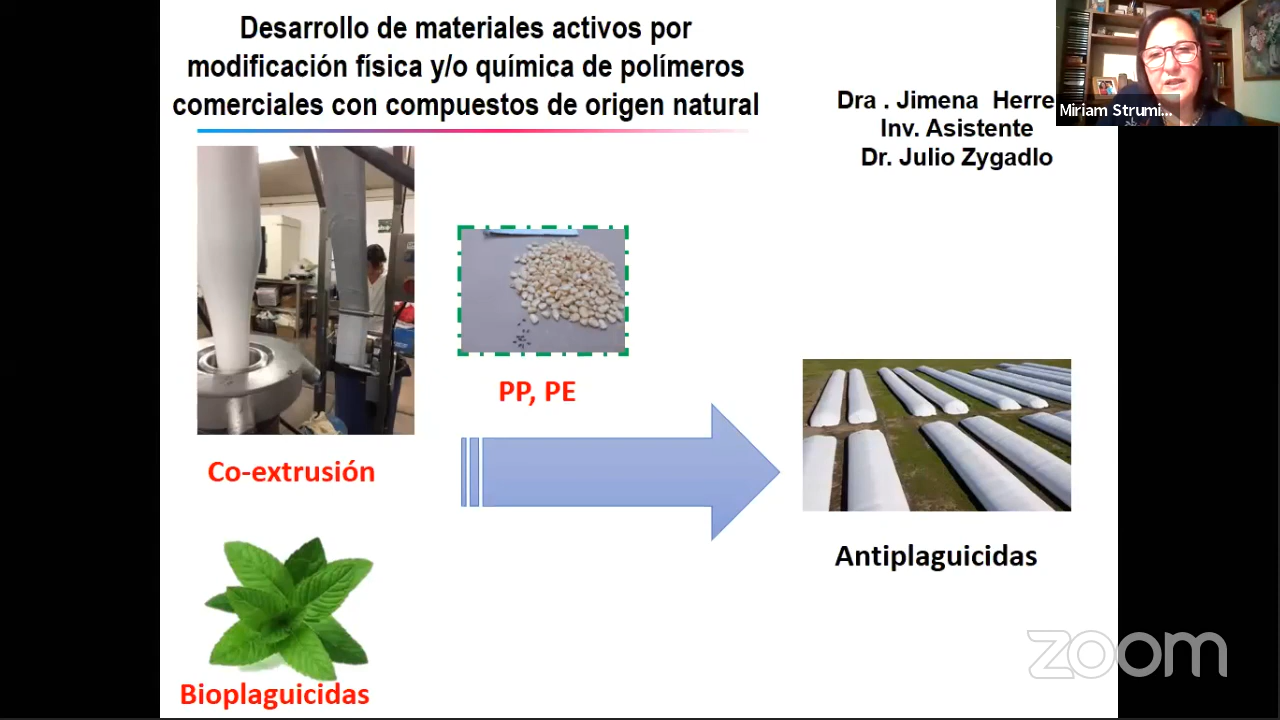 Desarrollo de materiales activos por
modificación física y/o química de polímeros
comerciales con compuestos de origen natural
Dra . Jimena Herre
Inv. Asistente
Dr. Julio Zygadlo
Miriam Strumi...
PP, PE
Co-extrusión
Antiplaguicidas
Bioplaguicidas
zoom